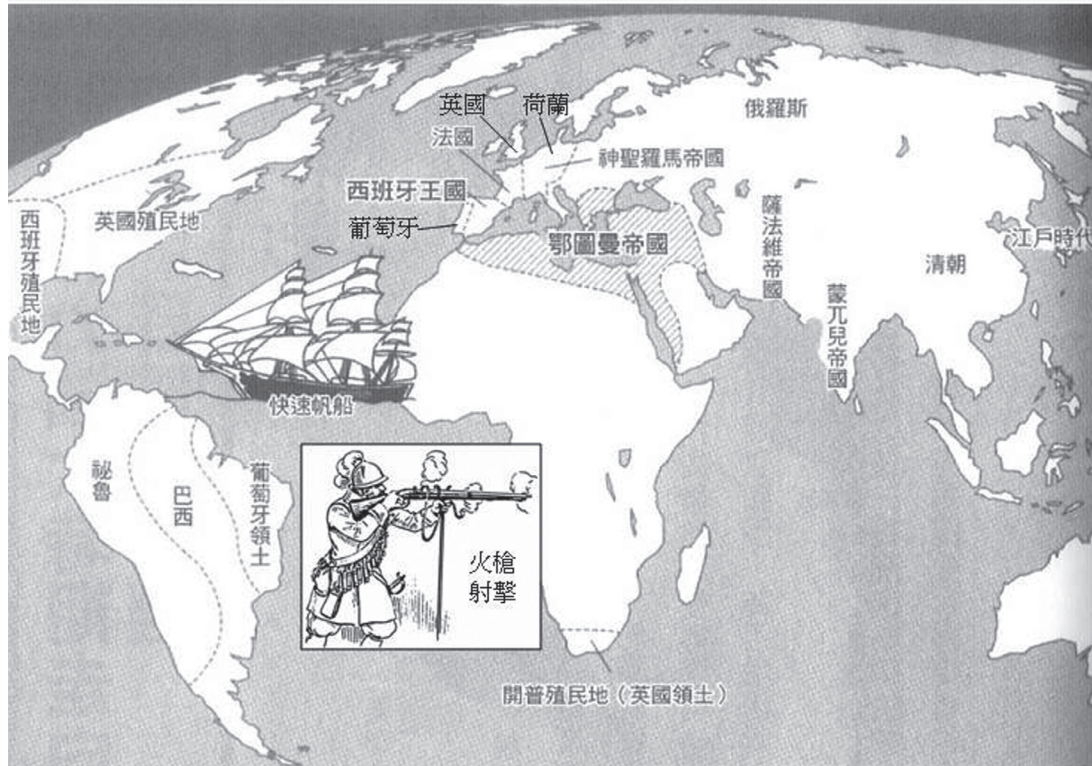 英國
荷蘭
俄羅斯
法國
神聖羅馬帝國
西班牙王國
葡萄牙
英國殖民地
西班牙殖民地
鄂圖曼帝國
薩法維帝國
江戶時代
清朝
蒙兀兒帝國
快速帆船
祕魯
巴西
葡萄牙領土
火槍
射擊
開普殖民地（英國領土）